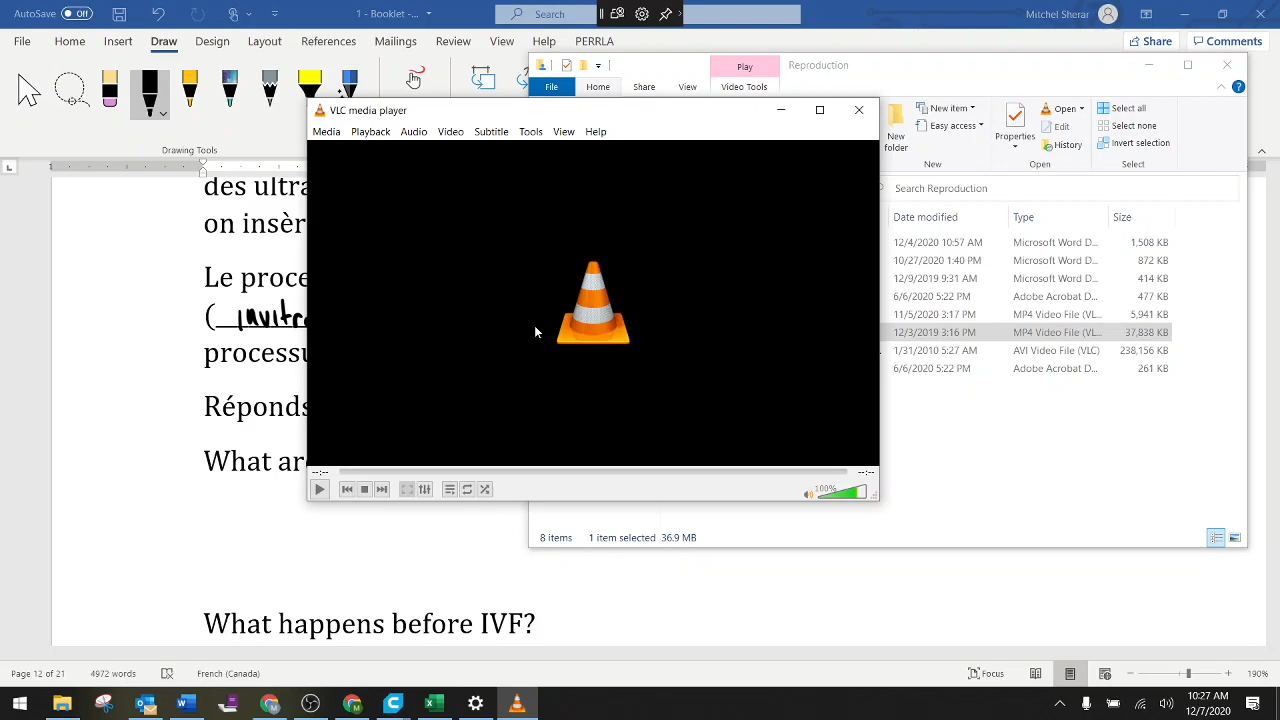 AutoSave Off 1 - Booklet -... Search Mitchel Sherar
File Home Insert Draw Design Layout References Mailings Review View Help PERRLA Share Comments
Play Reproduction
File Home Share View Video Tools
Drawing Tools
New folder
New item
Easy access
New
Properties
Open
Edit
History
Open
Select all
Select none
Invert selection
Select
Search Reproduction
Date modified Type Size
12/4/2020 10:57 AM Microsoft Word D... 1,508 KB
10/27/2020 1:40 PM Microsoft Word D... 872 KB
12/9/2019 9:31 AM Microsoft Word D... 414 KB
6/6/2020 5:22 PM Adobe Acrobat D... 477 KB
11/5/2020 3:17 PM MP4 Video File (VL... 5,941 KB
12/3/2019 3:16 PM MP4 Video File (VL... 37,838 KB
1/31/2010 5:27 AM AVI Video File (VLC) 238,156 KB
6/6/2020 5:22 PM Adobe Acrobat D... 261 KB
8 items 1 item selected 36.9 MB
VLC media player
Media Playback Audio Video Subtitle Tools View Help
--:-- --:--
100%
des ultra
on insèr
Le proce
(invitro
processu
Réponds
What ar
What happens before IVF?
Page 12 of 21 4972 words French (Canada) Focus 190%
10:27 AM
12/7/2020